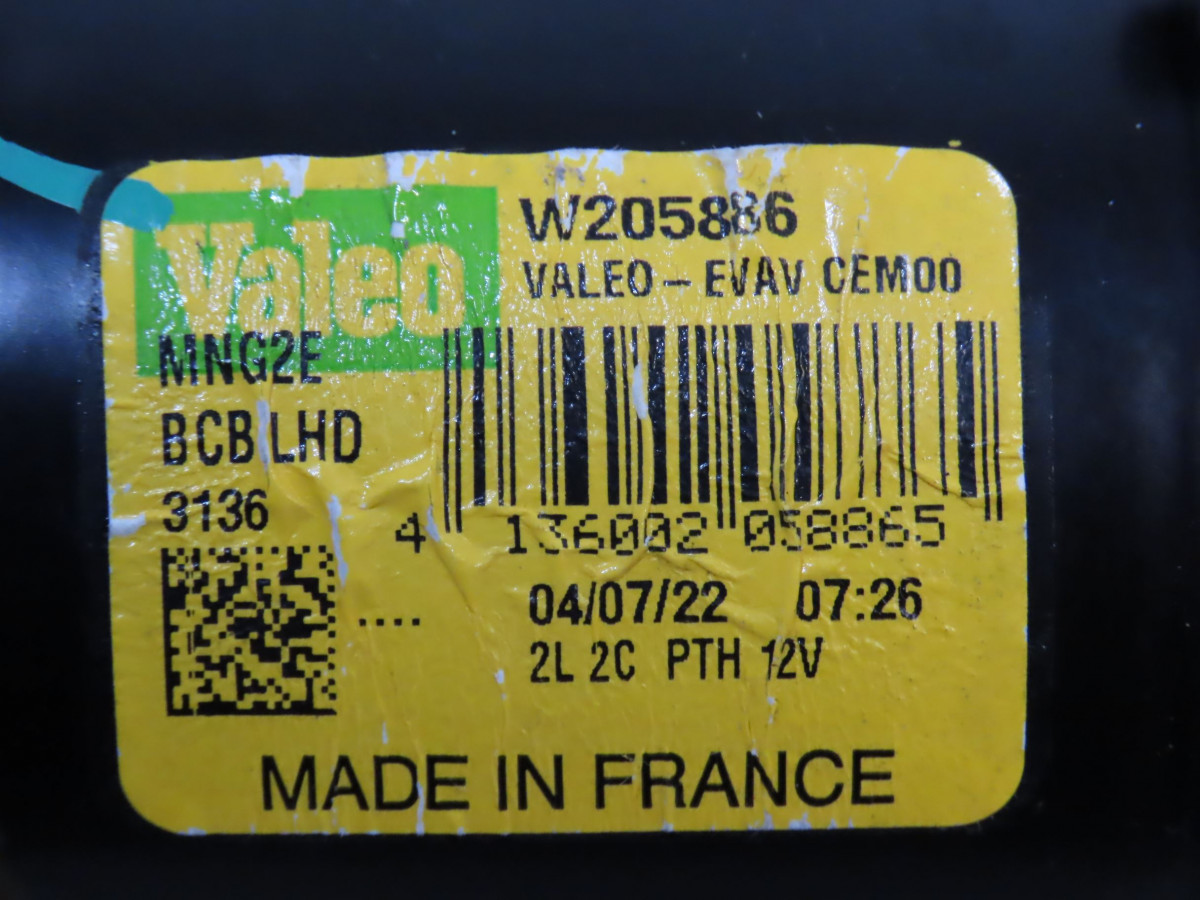 Valeo
W205886
VALEO - EVAV CEM00
MNG2E
BCB LHD
3136
4 136002 058865
....
04/07/22 07:26
2L 2C PTH 12V
MADE IN FRANCE